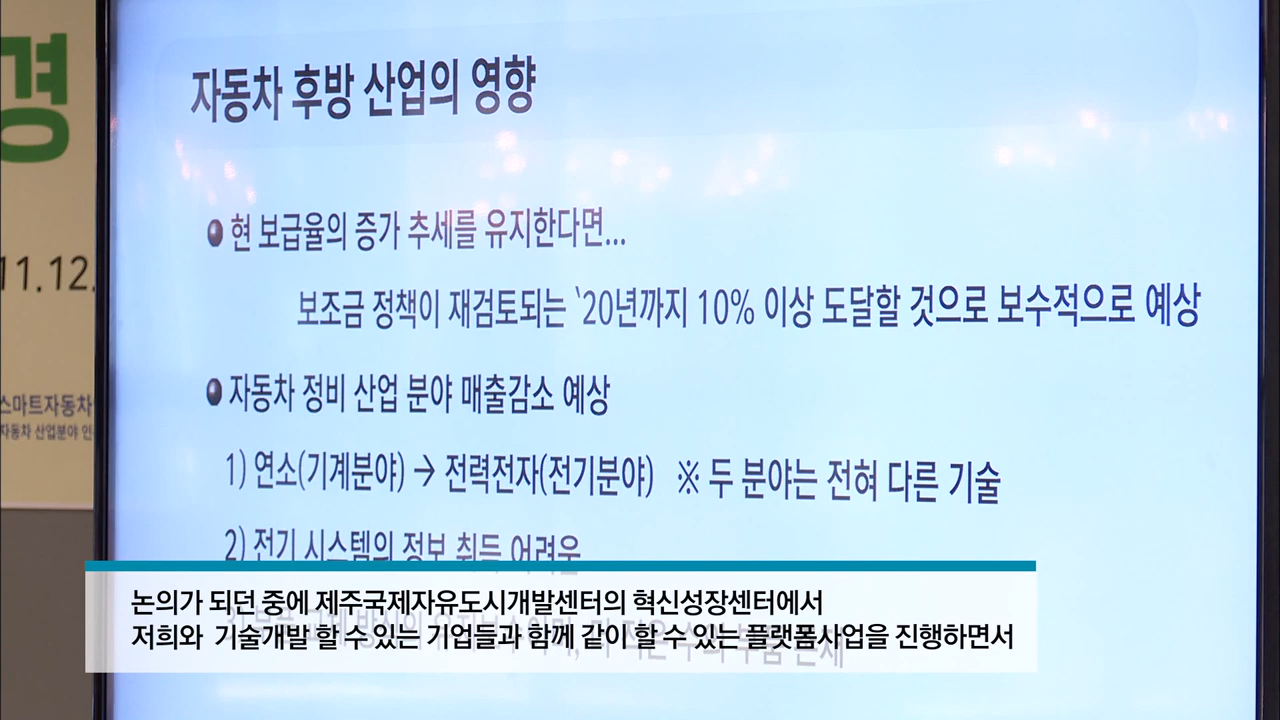 경
11.12.
스마트자동차
자동차 산업분야
자동차 후방 산업의 영향
현 보급율의 증가 추세를 유지한다면...
보조금 정책이 재검토되는 '20년까지 10% 이상 도달할 것으로 보수적으로 예상
자동차 정비 산업 분야 매출감소 예상
1) 연소(기계분야) → 전력전자(전기분야) ※ 두 분야는 전혀 다른 기술
2) 전기 시스템의 정보 취득 어려움
논의가 되던 중에 제주국제자유도시개발센터의 혁신성장센터에서
저희와 기술개발 할 수 있는 기업들과 함께 같이 할 수 있는 플랫폼사업을 진행하면서